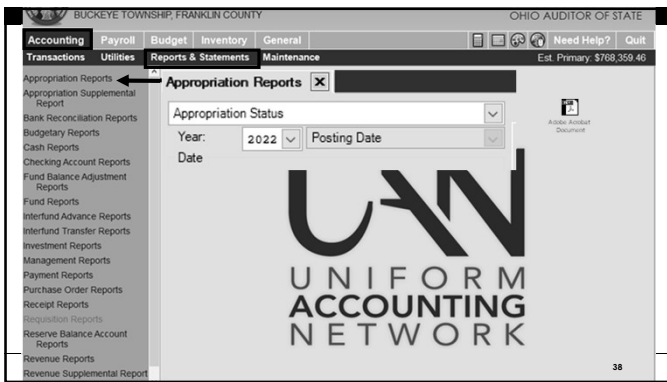 BUCKEYE TOWNSHIP, FRANKLIN COUNTY
OHIO AUDITOR OF STATE
Accounting Payroll Budget Inventory General Need Help? Quit
Transactions Utilities Reports & Statements Maintenance Est. Primary: $768,359.46
Appropriation Reports
Appropriation Supplemental
Report
Bank Reconciliation Reports
Budgetary Reports
Cash Reports
Checking Account Reports
Fund Balance Adjustment
Reports
Fund Reports
Interfund Advance Reports
Interfund Transfer Reports
Investment Reports
Management Reports
Payment Reports
Purchase Order Reports
Receipt Reports
Requisition Reports
Reserve Balance Account
Reports
Revenue Reports
Revenue Supplemental Report
Appropriation Reports X
Appropriation Status
Year: 2022 Posting Date
Date
Adobe Acrobat
Document
UAN
UNIFORM
ACCOUNTING
NETWORK
38